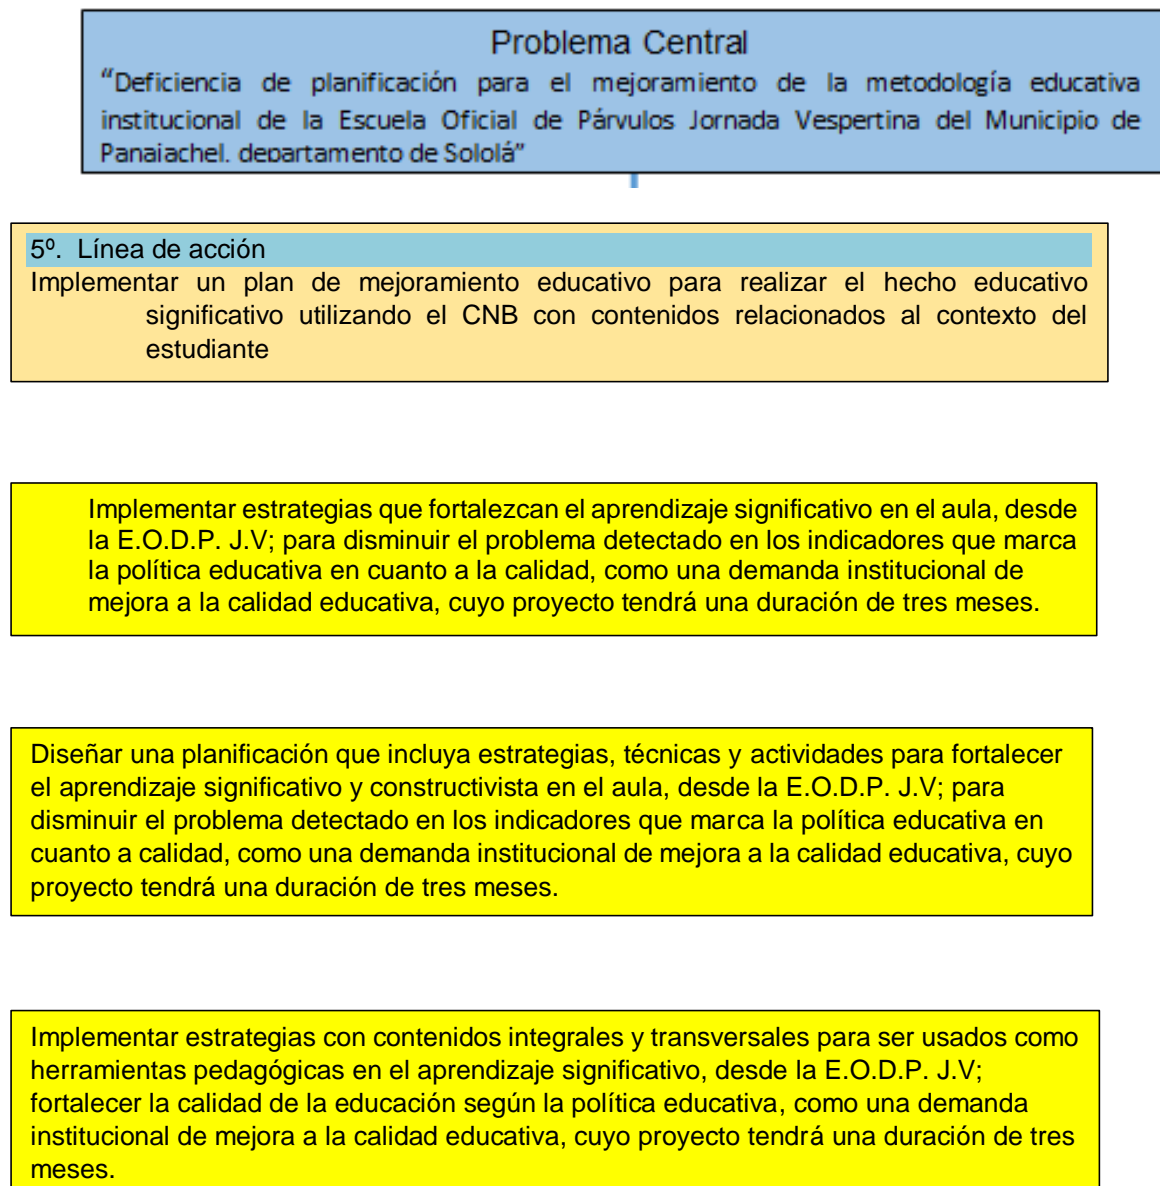 Problema Central
“Deficiencia de planificación para el mejoramiento de la metodología educativa
institucional de la Escuela Oficial de Párvulos Jornada Vespertina del Municipio de
Panajachel, departamento de Sololá”
5º. Línea de acción
Implementar un plan de mejoramiento educativo para realizar el hecho educativo
significativo utilizando el CNB con contenidos relacionados al contexto del
estudiante
Implementar estrategias que fortalezcan el aprendizaje significativo en el aula, desde
la E.O.D.P. J.V; para disminuir el problema detectado en los indicadores que marca
la política educativa en cuanto a la calidad, como una demanda institucional de
mejora a la calidad educativa, cuyo proyecto tendrá una duración de tres meses.
Diseñar una planificación que incluya estrategias, técnicas y actividades para fortalecer
el aprendizaje significativo y constructivista en el aula, desde la E.O.D.P. J.V; para
disminuir el problema detectado en los indicadores que marca la política educativa en
cuanto a calidad, como una demanda institucional de mejora a la calidad educativa, cuyo
proyecto tendrá una duración de tres meses.
Implementar estrategias con contenidos integrales y transversales para ser usados como
herramientas pedagógicas en el aprendizaje significativo, desde la E.O.D.P. J.V;
fortalecer la calidad de la educación según la política educativa, como una demanda
institucional de mejora a la calidad educativa, cuyo proyecto tendrá una duración de tres
meses.